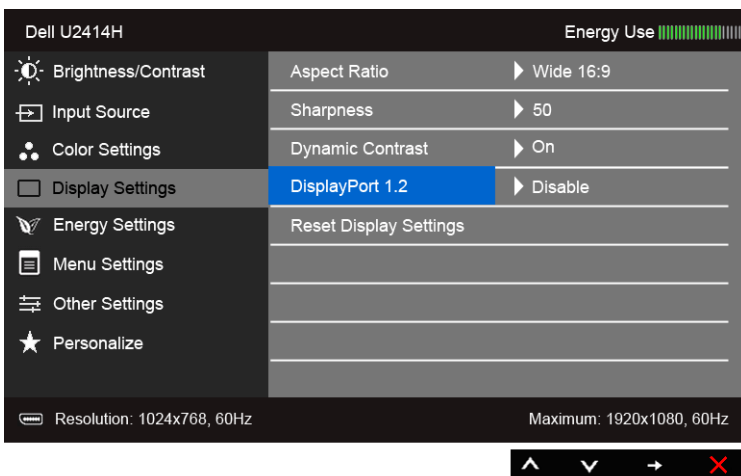 Dell U2414H Energy Use
Brightness/Contrast Aspect Ratio Wide 16:9
Input Source Sharpness 50
Color Settings Dynamic Contrast On
Display Settings DisplayPort 1.2 Disable
Energy Settings Reset Display Settings
Menu Settings
Other Settings
Personalize
Resolution: 1024x768, 60Hz Maximum: 1920x1080, 60Hz